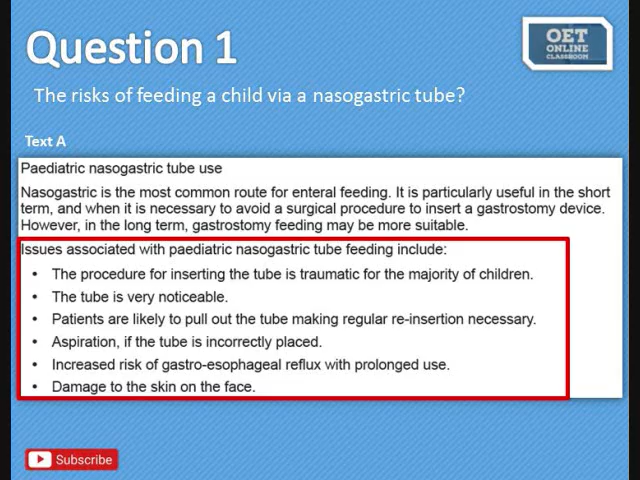 Question 1
OET
ONLINE
CLASSROOM
The risks of feeding a child via a nasogastric tube?
Text A
Paediatric nasogastric tube use
Nasogastric is the most common route for enteral feeding. It is particularly useful in the short
term, and when it is necessary to avoid a surgical procedure to insert a gastrostomy device.
However, in the long term, gastrostomy feeding may be more suitable.
Issues associated with paediatric nasogastric tube feeding include:
• The procedure for inserting the tube is traumatic for the majority of children.
• The tube is very noticeable.
• Patients are likely to pull out the tube making regular re-insertion necessary.
• Aspiration, if the tube is incorrectly placed.
• Increased risk of gastro-esophageal reflux with prolonged use.
• Damage to the skin on the face.
Subscribe